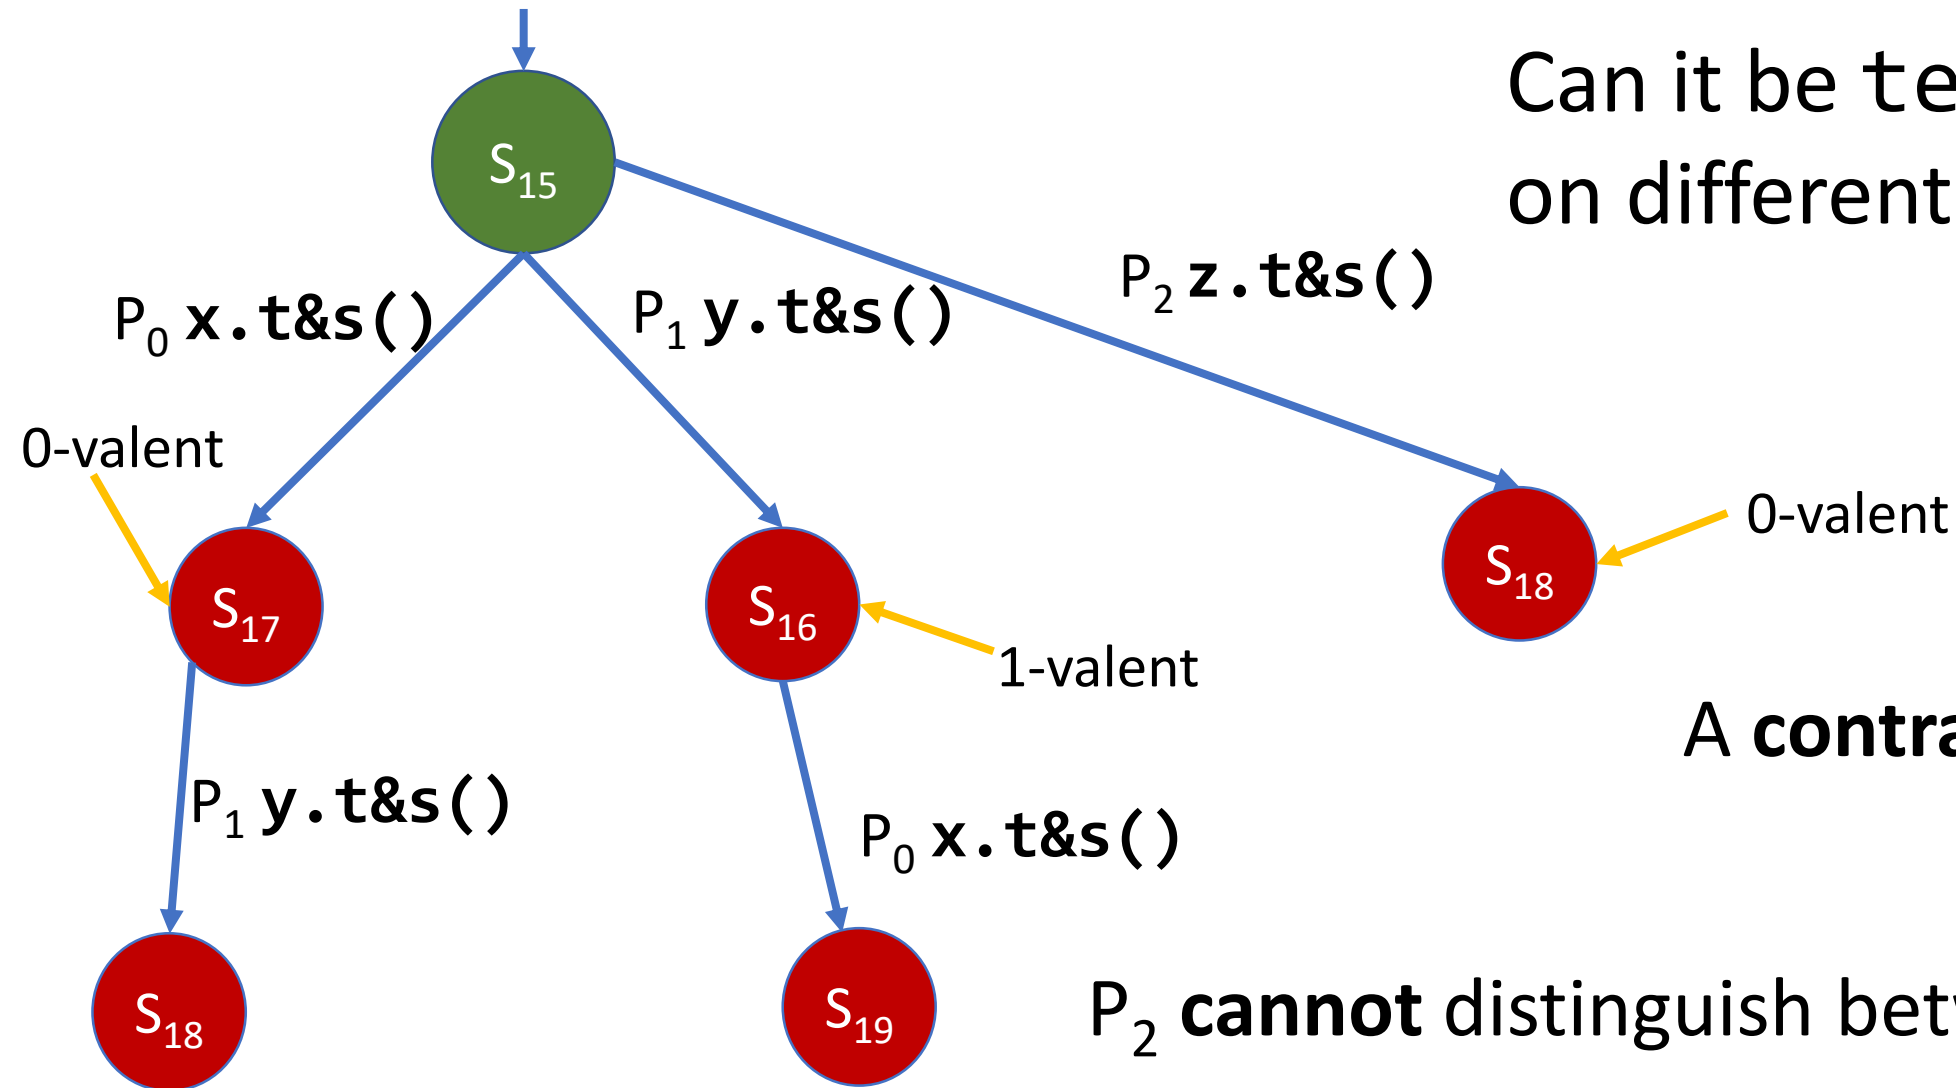 Can it be te
on different
S15
P0 x.t&s()
P1 y.t&s()
P2 z.t&s()
0-valent
S17
S16
S18
0-valent
1-valent
A contra
P1 y.t&s()
P0 x.t&s()
S18
S19
P2 cannot distinguish bet